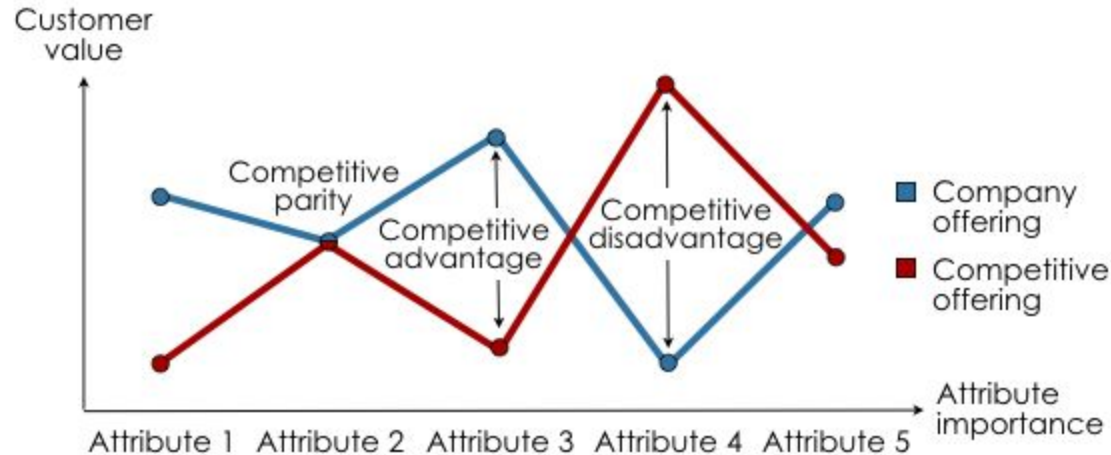 Customer
value
Competitive
parity
Competitive
advantage
Competitive
disadvantage
Company
offering
Competitive
offering
Attribute
importance
Attribute 1
Attribute 2
Attribute 3
Attribute 4
Attribute 5